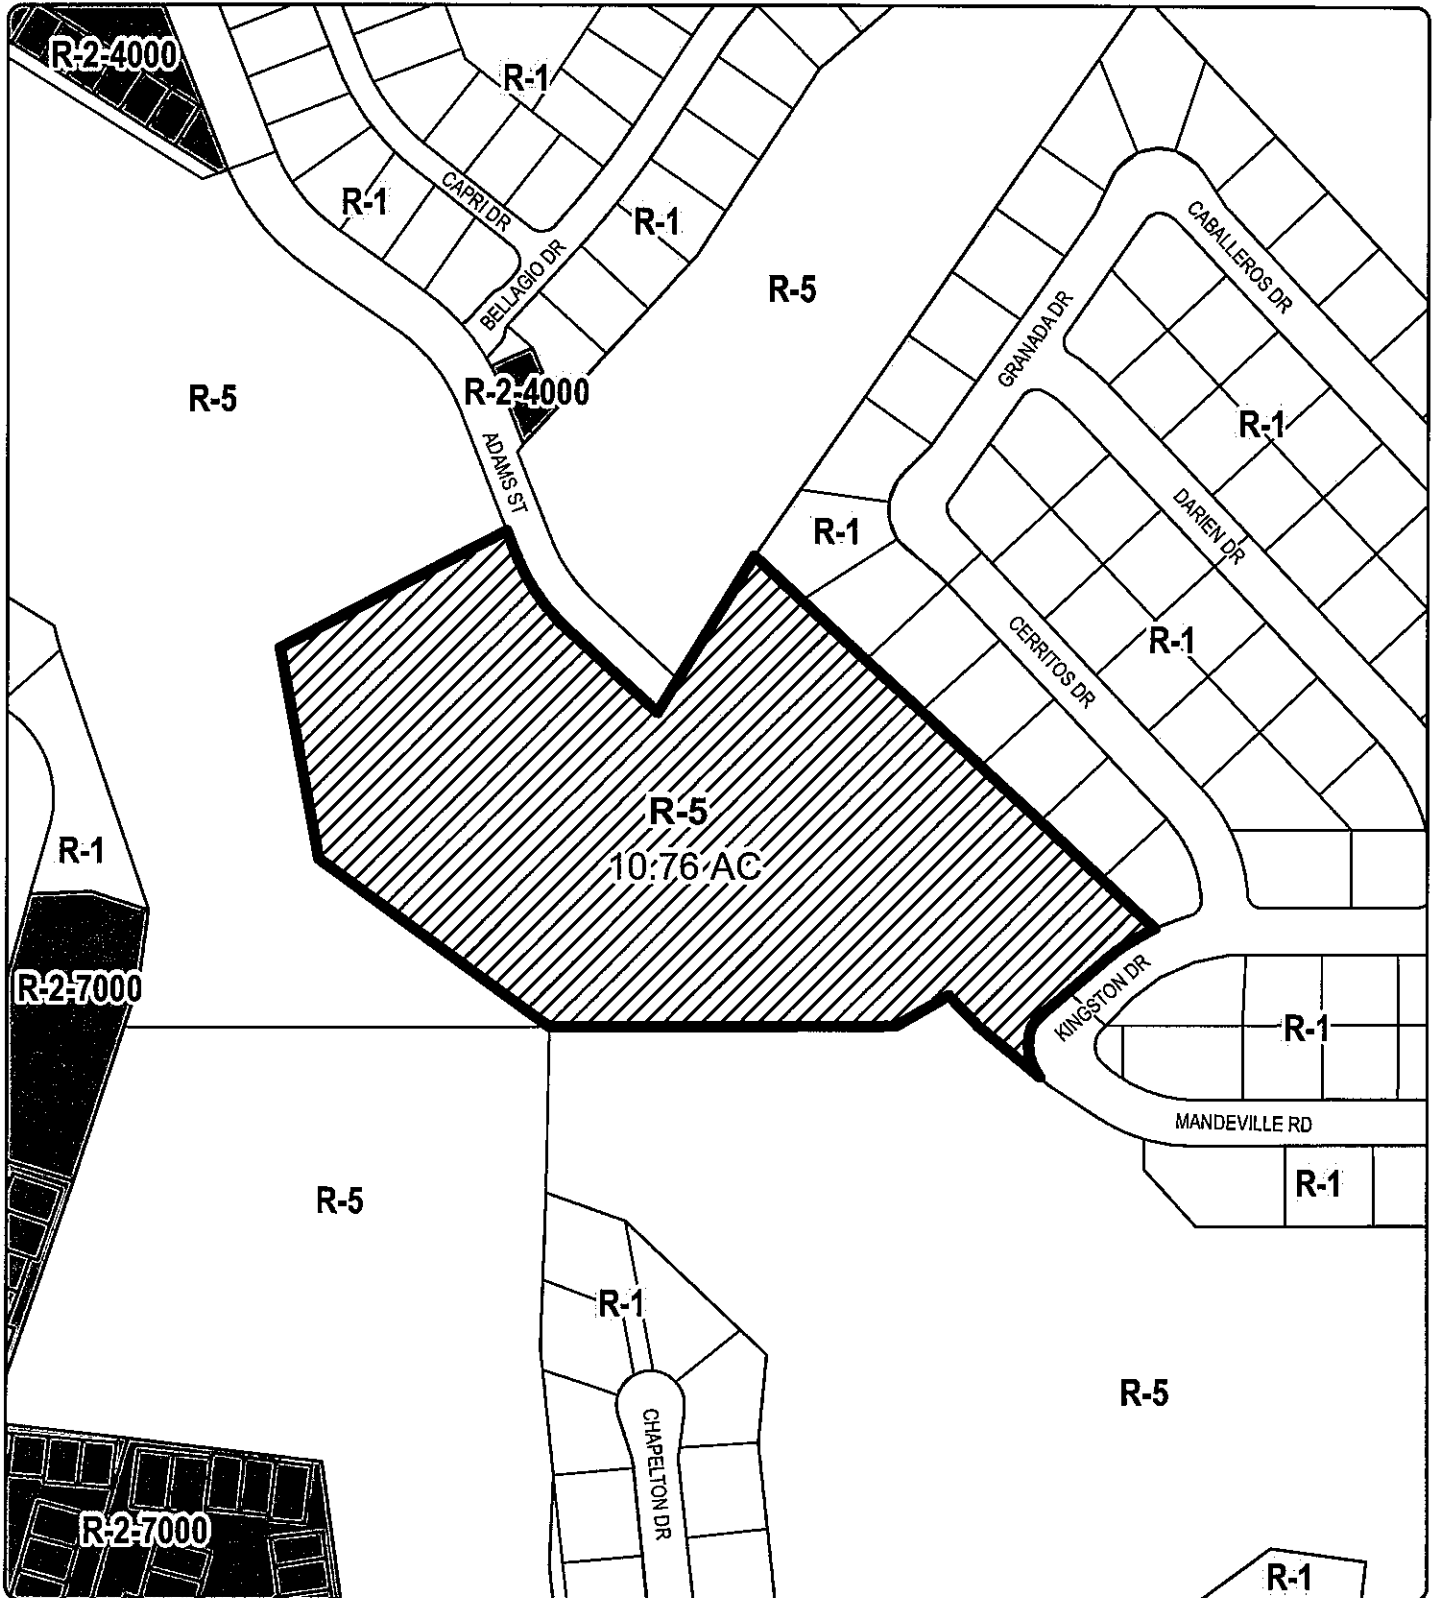 R-2-4000
R-1
R-1
CAPRI DR
R-1
BELLAGIO DR
R-5
CABALLEROS DR
GRANADA DR
R-5
R-2-4000
R-1
ADAMS ST
R-1
DARIEN DR
CERRITOS DR
R-1
R-5
10.76 AC
R-1
R-2-7000
KINGSTON DR
R-1
MANDEVILLE RD
R-1
R-5
R-1
R-5
CHAPELTON DR
R-2-7000
R-1